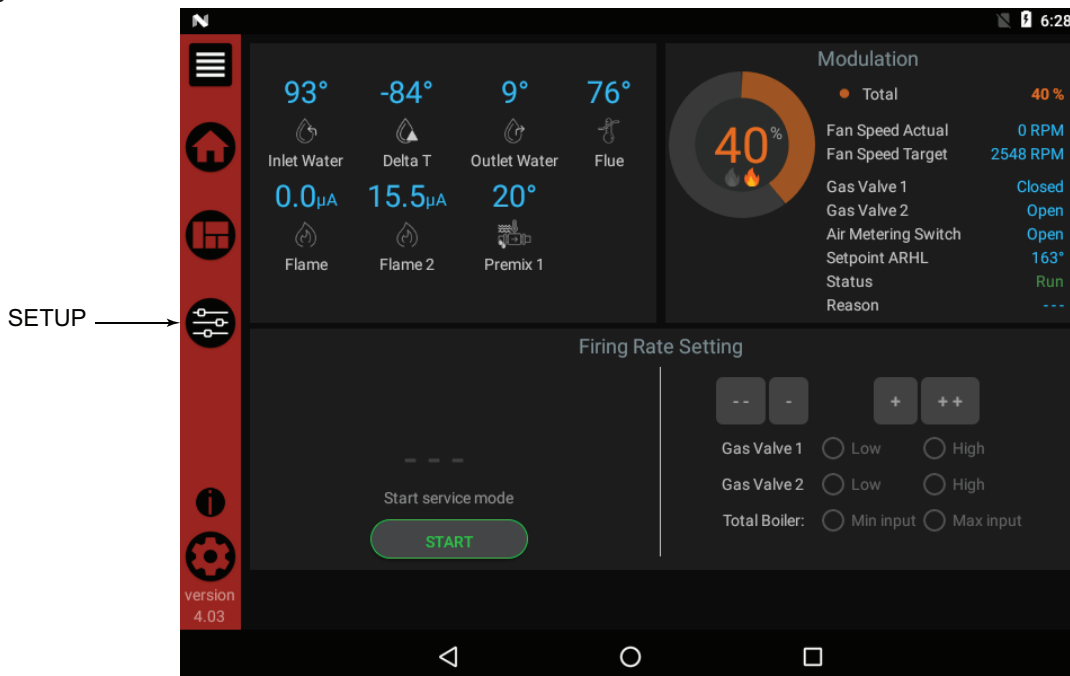 6:28
93° -84° 9° 76°
Inlet Water Delta T Outlet Water Flue
0.0µA 15.5µA 20°
Flame Flame 2 Premix 1
Modulation
40%
Total 40 %
Fan Speed Actual 0 RPM
Fan Speed Target 2548 RPM
Gas Valve 1 Closed
Gas Valve 2 Open
Air Metering Switch Open
Setpoint ARHL 163°
Status Run
Reason ---
SETUP
Firing Rate Setting
- - -
Start service mode
START
-- - + ++
Gas Valve 1 Low High
Gas Valve 2 Low High
Total Boiler: Min input Max input
i
version
4.03